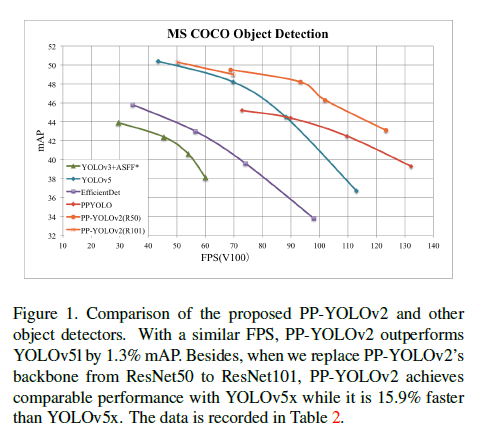 MS COCO Object Detection
52
50
48
46
44
42
40
38
36
34
32
mAP
YOLOv3+ASFF*
YOLOv5
EfficientDet
PPYOLO
PP-YOLOv2(R50)
PP-YOLOv2(R101)
10 20 30 40 50 60 70 80 90 100 110 120 130 140
FPS(V100)
Figure 1. Comparison of the proposed PP-YOLOv2 and other
object detectors. With a similar FPS, PP-YOLOv2 outperforms
YOLOv5l by 1.3% mAP. Besides, when we replace PP-YOLOv2's
backbone from ResNet50 to ResNet101, PP-YOLOv2 achieves
comparable performance with YOLOv5x while it is 15.9% faster
than YOLOv5x. The data is recorded in Table 2.